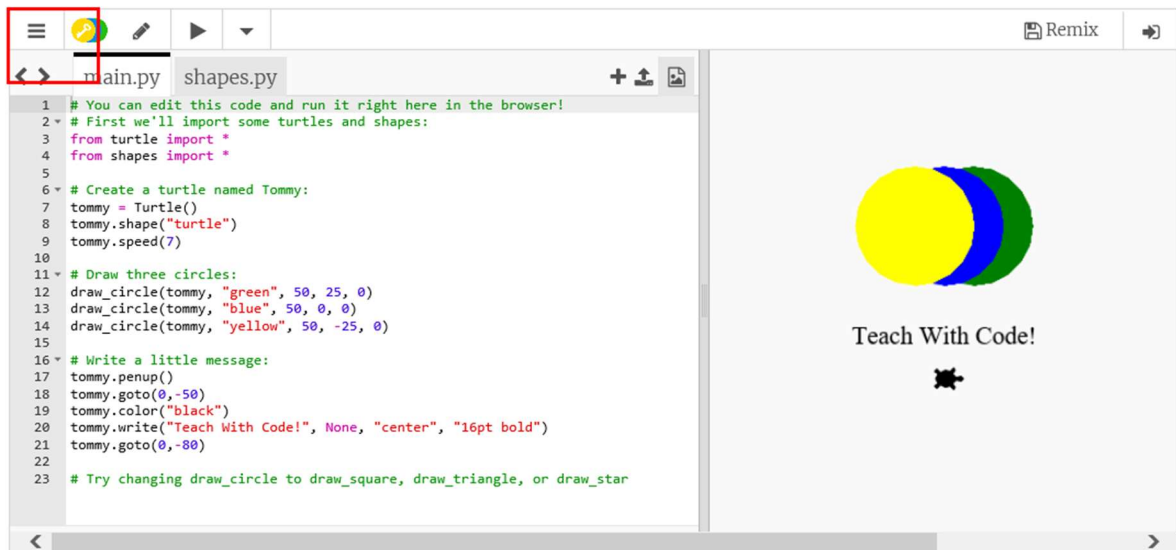 Remix
main.py shapes.py
1 # You can edit this code and run it right here in the browser!
2 # First we'll import some turtles and shapes:
3 from turtle import *
4 from shapes import *
5
6 # Create a turtle named Tommy:
7 tommy = Turtle()
8 tommy.shape("turtle")
9 tommy.speed(7)
10
11 # Draw three circles:
12 draw_circle(tommy, "green", 50, 25, 0)
13 draw_circle(tommy, "blue", 50, 0, 0)
14 draw_circle(tommy, "yellow", 50, -25, 0)
15
16 # Write a little message:
17 tommy.penup()
18 tommy.goto(0,-50)
19 tommy.color("black")
20 tommy.write("Teach With Code!", None, "center", "16pt bold")
21 tommy.goto(0,-80)
22
23 # Try changing draw_circle to draw_square, draw_triangle, or draw_star
Teach With Code!